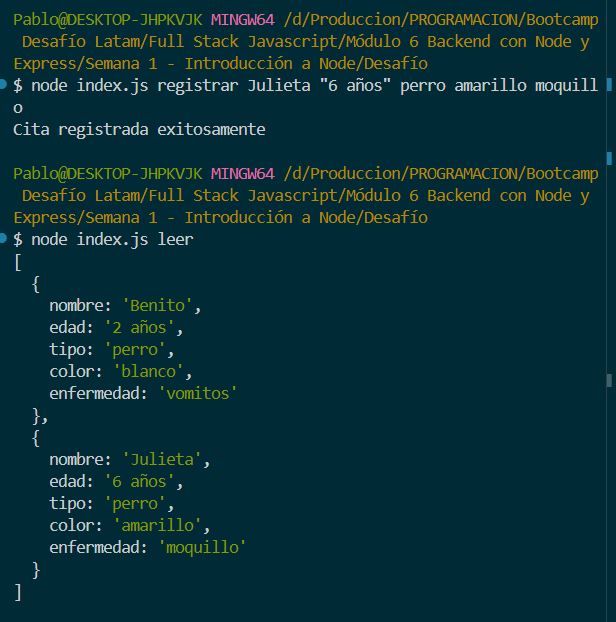 Pablo@DESKTOP-JHPKVJK MINGW64 /d/Produccion/PROGRAMACION/Bootcamp
 Desafío Latam/Full Stack Javascript/Módulo 6 Backend con Node y
Express/Semana 1 - Introducción a Node/Desafío
$ node index.js registrar Julieta "6 años" perro amarillo moquill
o
Cita registrada exitosamente

Pablo@DESKTOP-JHPKVJK MINGW64 /d/Produccion/PROGRAMACION/Bootcamp
 Desafío Latam/Full Stack Javascript/Módulo 6 Backend con Node y
Express/Semana 1 - Introducción a Node/Desafío
$ node index.js leer
[
  {
    nombre: 'Benito',
    edad: '2 años',
    tipo: 'perro',
    color: 'blanco',
    enfermedad: 'vomitos'
  },
  {
    nombre: 'Julieta',
    edad: '6 años',
    tipo: 'perro',
    color: 'amarillo',
    enfermedad: 'moquillo'
  }
]